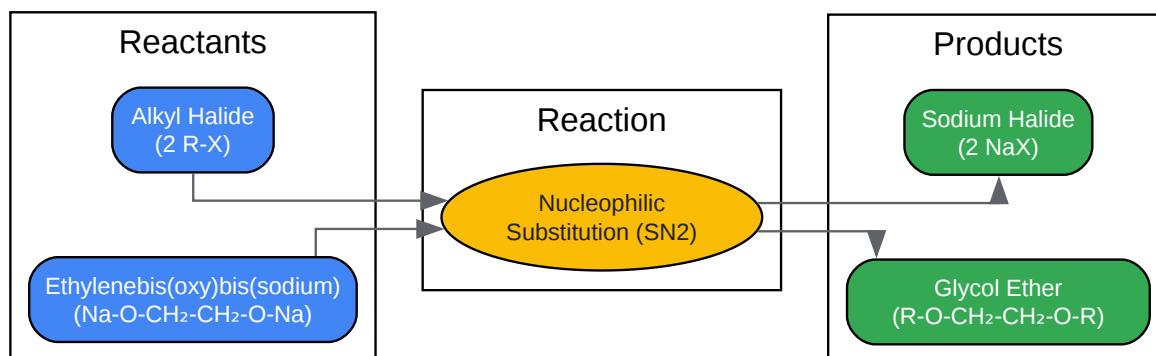 Reactants
Alkyl Halide
(2 R-X)
Ethylenebis(oxy)bis(sodium)
(Na-O-CH₂-CH₂-O-Na)
Reaction
Nucleophilic
Substitution (SN2)
Products
Sodium Halide
(2 NaX)
Glycol Ether
(R-O-CH₂-CH₂-O-R)